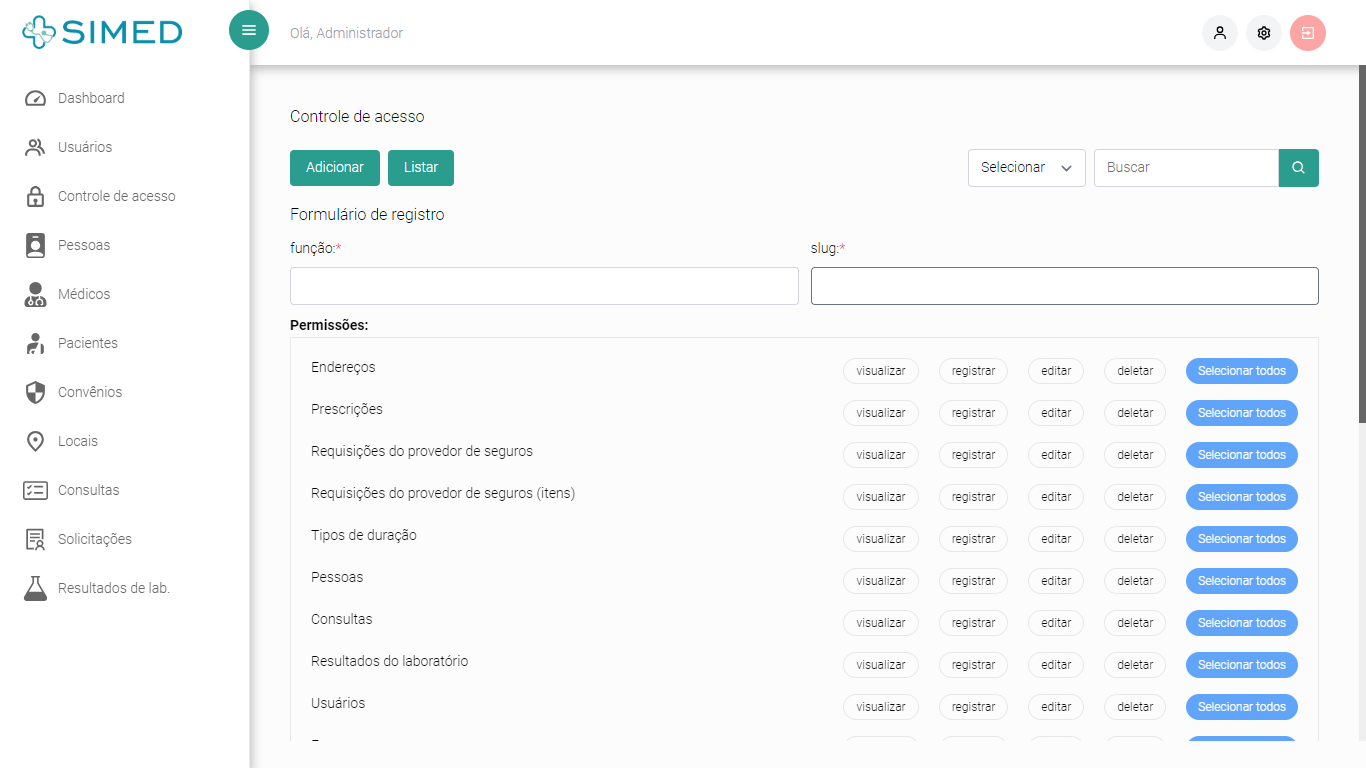 SIMED
Olá, Administrador
Dashboard
Usuários
Controle de acesso
Pessoas
Médicos
Pacientes
Convênios
Locais
Consultas
Solicitações
Resultados de lab.
Controle de acesso
Adicionar Listar Selecionar Buscar
Formulário de registro
função:* slug:*
Permissões:
Endereços visualizar registrar editar deletar Selecionar todos
Prescrições visualizar registrar editar deletar Selecionar todos
Requisições do provedor de seguros visualizar registrar editar deletar Selecionar todos
Requisições do provedor de seguros (itens) visualizar registrar editar deletar Selecionar todos
Tipos de duração visualizar registrar editar deletar Selecionar todos
Pessoas visualizar registrar editar deletar Selecionar todos
Consultas visualizar registrar editar deletar Selecionar todos
Resultados do laboratório visualizar registrar editar deletar Selecionar todos
Usuários visualizar registrar editar deletar Selecionar todos